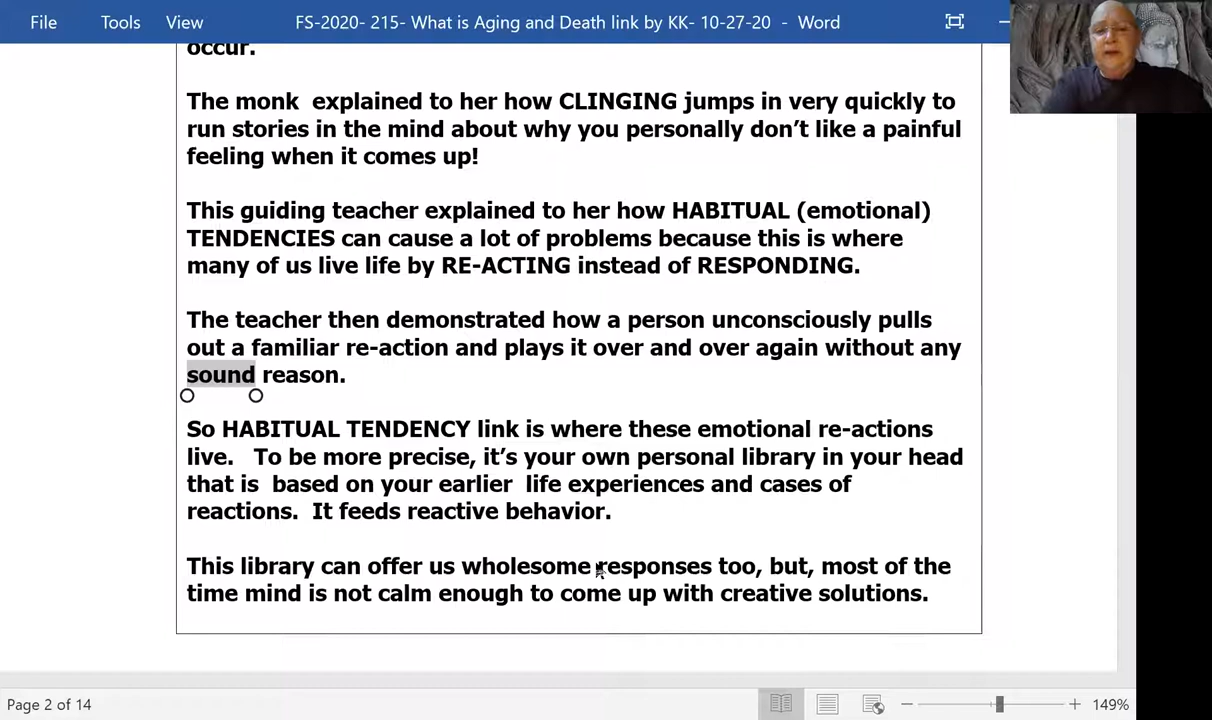 File Tools View FS-2020- 215- What is Aging and Death link by KK- 10-27-20 - Word
occur.
The monk  explained to her how CLINGING jumps in very quickly to
run stories in the mind about why you personally don't like a painful
feeling when it comes up!
This guiding teacher explained to her how HABITUAL (emotional)
TENDENCIES can cause a lot of problems because this is where
many of us live life by RE-ACTING instead of RESPONDING.
The teacher then demonstrated how a person unconsciously pulls
out a familiar re-action and plays it over and over again without any
sound reason.
So HABITUAL TENDENCY link is where these emotional re-actions
live.   To be more precise, it's your own personal library in your head
that is  based on your earlier  life experiences and cases of
reactions.  It feeds reactive behavior.
This library can offer us wholesome responses too, but, most of the
time mind is not calm enough to come up with creative solutions.
Page 2 of 14 149%